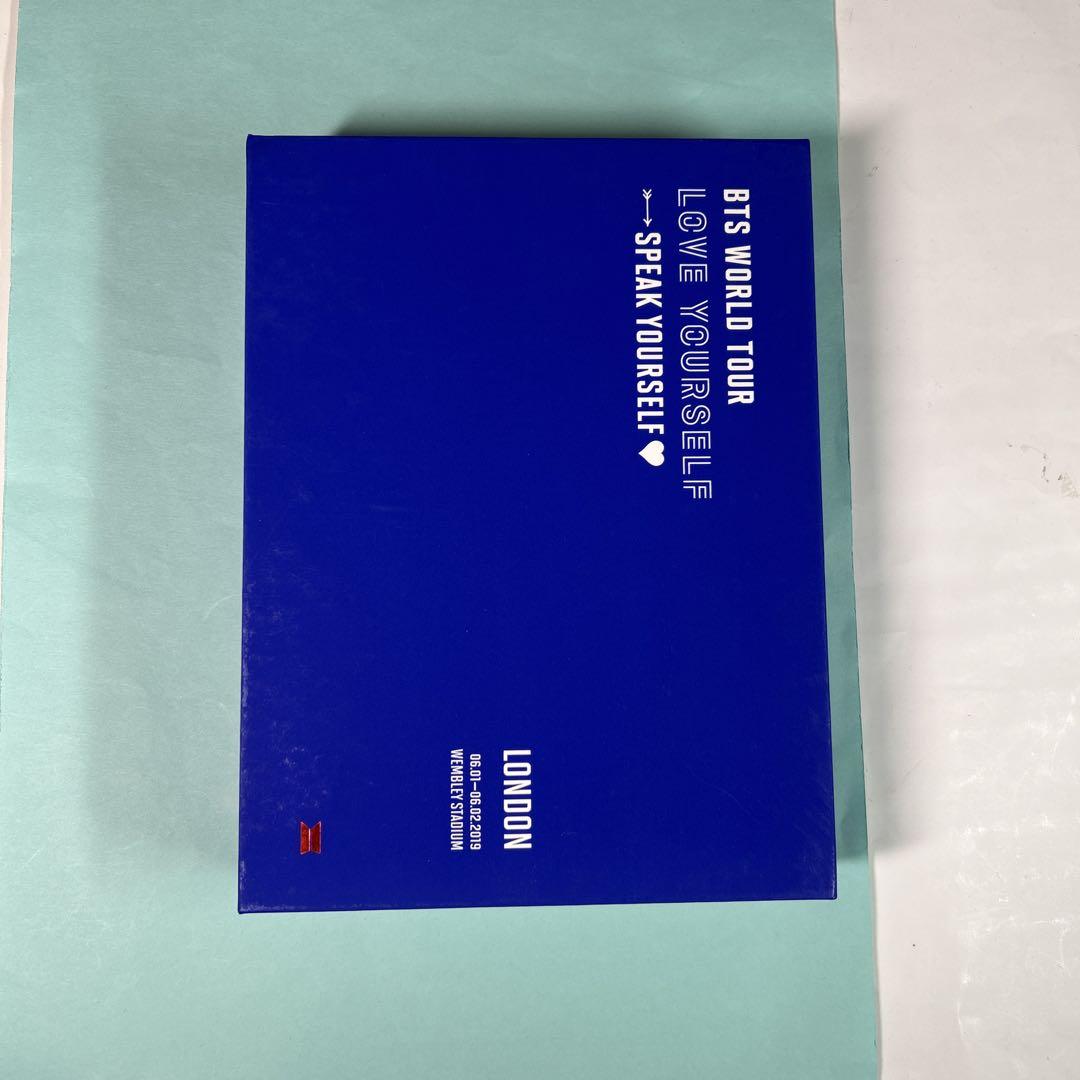 BTS WORLD TOUR
LOVE YOURSELF
SPEAK YOURSELF
LONDON
06.01—06.02.2019
WEMBLEY STADIUM